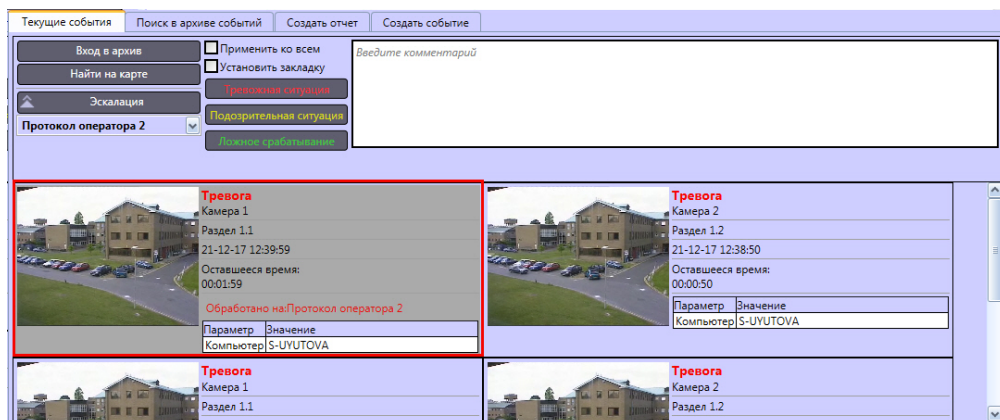 Текущие события
Поиск в архиве событий
Создать отчет
Создать событие
Вход в архив
Найти на карте
Эскалация
Протокол оператора 2
Применить ко всем
Установить закладку
Тревожная ситуация
Подозрительная ситуация
Ложное срабатывание
Введите комментарий
Тревога
Камера 1
Раздел 1.1
21-12-17 12:39:59
Оставшееся время:
00:01:59
Обработано на:Протокол оператора 2
Параметр Значение
Компьютер S-UYUTOVA
Тревога
Камера 2
Раздел 1.2
21-12-17 12:38:50
Оставшееся время:
00:00:50
Параметр Значение
Компьютер S-UYUTOVA
Тревога
Камера 1
Раздел 1.1
Тревога
Камера 2
Раздел 1.2